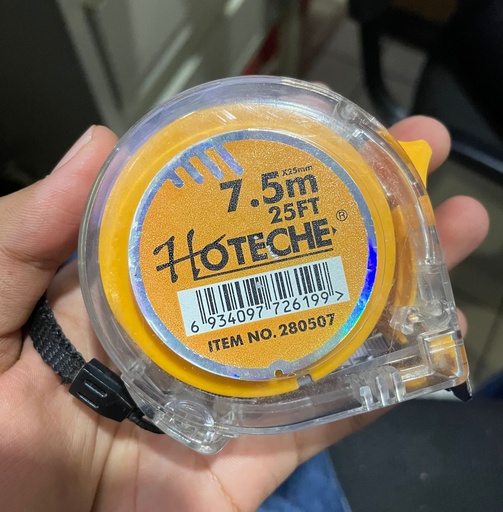 7.5m x25mm
25FT
HOTECHE®
6 934097 726199 >
ITEM NO. 280507